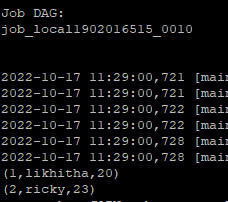 Job DAG:
job_local1902016515_0010
2022-10-17 11:29:00,721 [main
2022-10-17 11:29:00,721 [main
2022-10-17 11:29:00,722 [main
2022-10-17 11:29:00,722 [main
2022-10-17 11:29:00,728 [main
2022-10-17 11:29:00,728 [main
(1,likhitha,20)
(2,ricky,23)